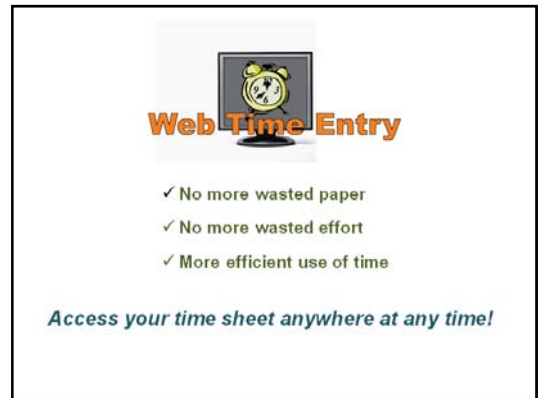 Web Time Entry
✓ No more wasted paper
✓ No more wasted effort
✓ More efficient use of time
Access your time sheet anywhere at any time!